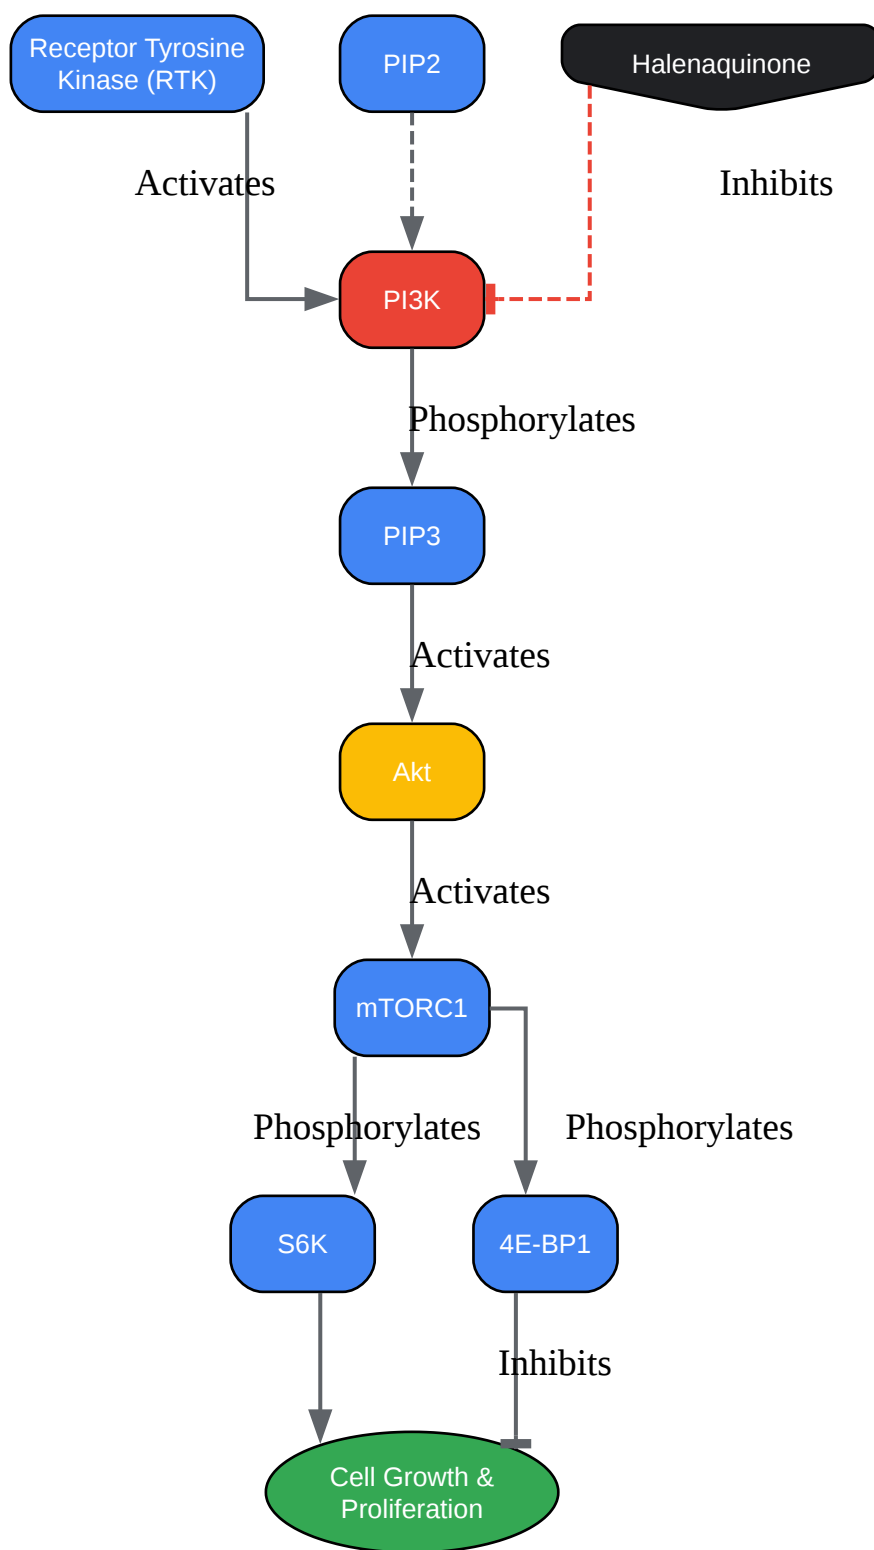 Receptor Tyrosine
Kinase (RTK)
PIP2
Halenaquinone
Activates
Inhibits
PI3K
Phosphorylates
PIP3
Activates
Akt
Activates
mTORC1
Phosphorylates
Phosphorylates
S6K
4E-BP1
Inhibits
Cell Growth &
Proliferation